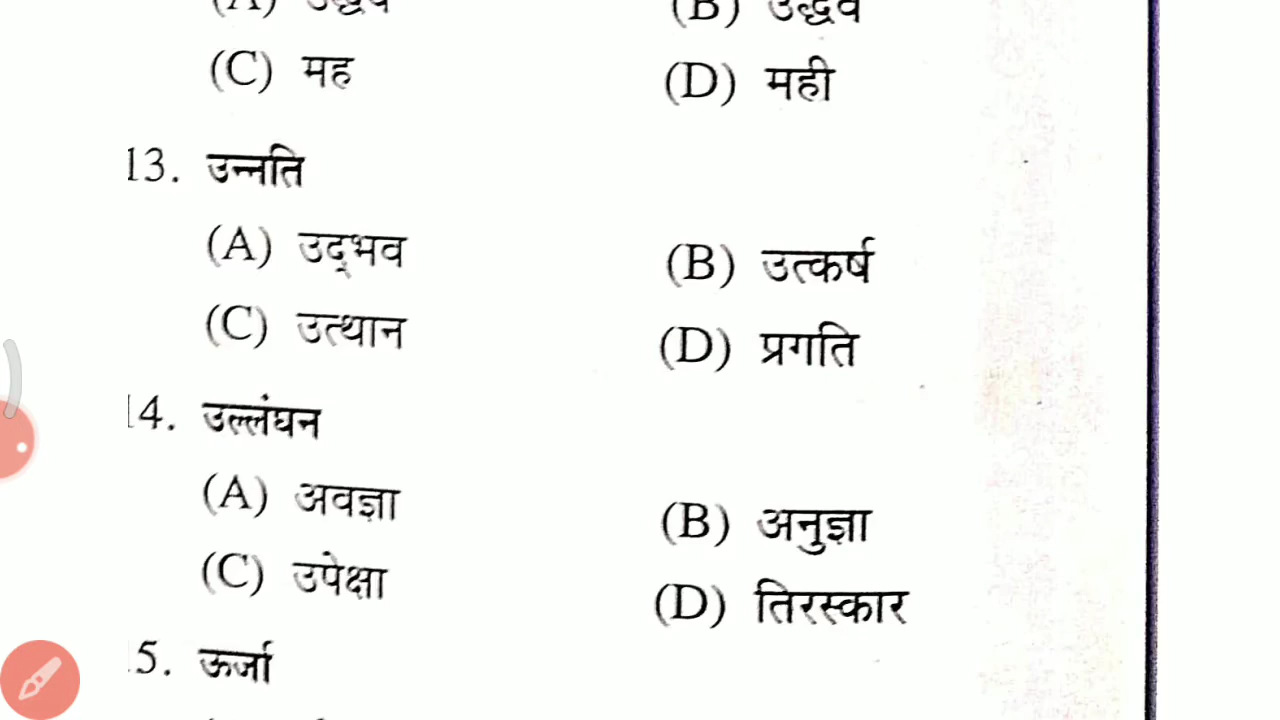 (C) मह (D) मही
13. उन्नति
(A) उद्‌भव (B) उत्कर्ष
(C) उत्थान (D) प्रगति
14. उल्लंघन
(A) अवज्ञा (B) अनुज्ञा
(C) उपेक्षा (D) तिरस्कार
5. ऊर्जा